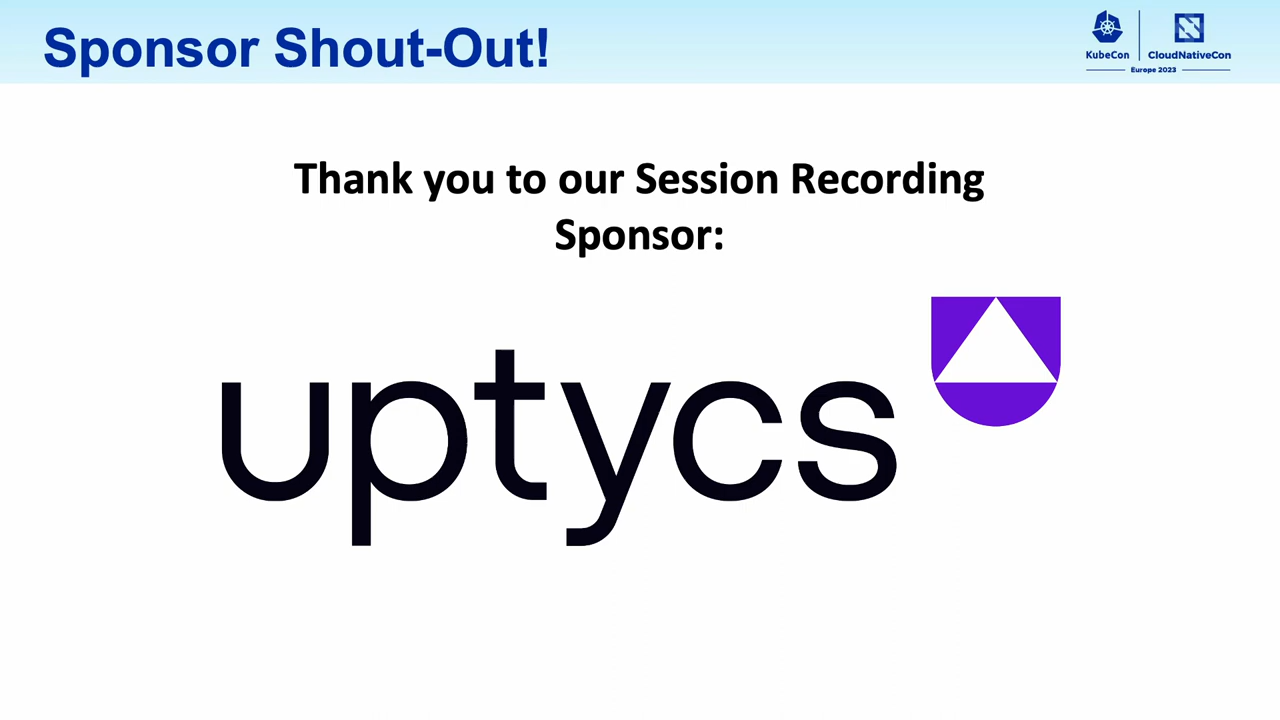 Sponsor Shout-Out!
KubeCon
CloudNativeCon
Europe 2023
Thank you to our Session Recording
Sponsor:
uptycs